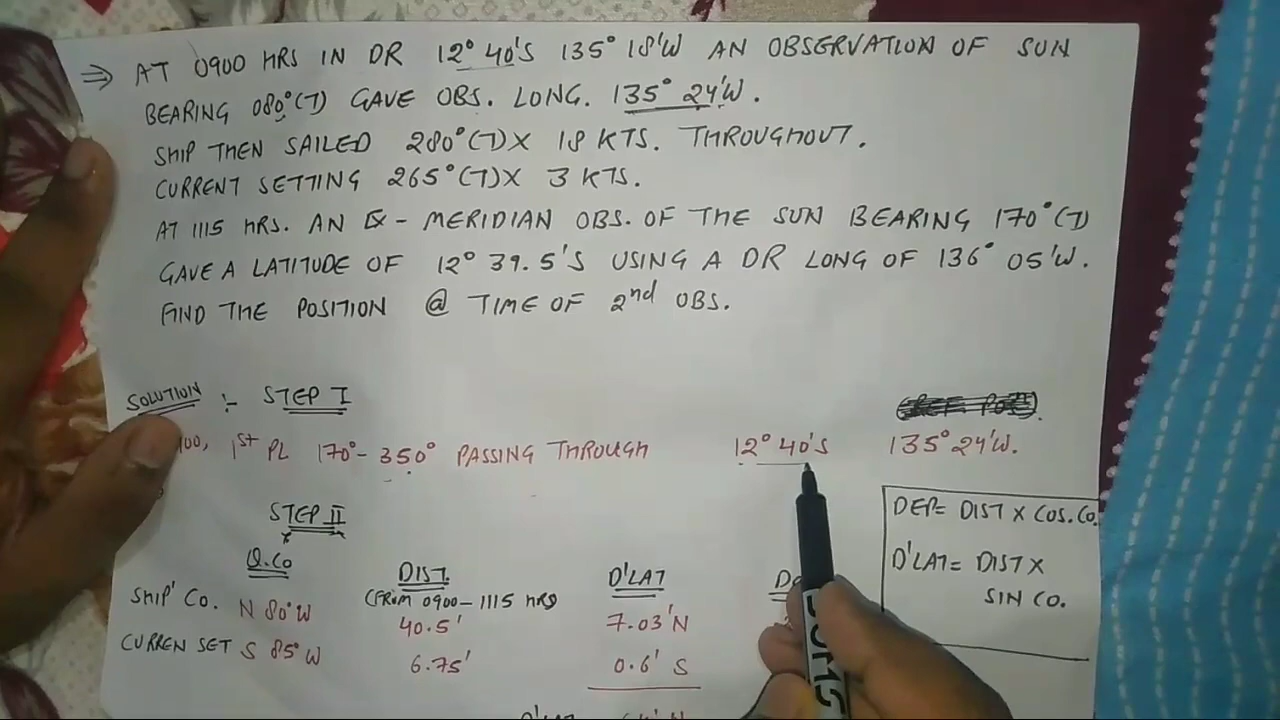 ⇒ AT 0900 HRS IN DR 12° 40'S 135° 18'W AN OBSERVATION OF SUN
BEARING 080°(T) GAVE OBS. LONG. 135° 24'W.
SHIP THEN SAILED 280°(T) X 18 KTS. THROUGHOUT.
CURRENT SETTING 265°(T) X 3 KTS.
AT 1115 HRS. AN EX - MERIDIAN OBS. OF THE SUN BEARING 170°(T)
GAVE A LATITUDE OF 12° 39.5'S USING A DR LONG OF 136° 05'W.
FIND THE POSITION @ TIME OF 2nd OBS.
SOLUTION :- STEP I
900, 1st PL 170°- 350° PASSING THROUGH 12° 40'S 135° 24'W.
STEP II
DEP= DIST X COS. CO.
D'LAT= DIST X
SIN CO.
Q.CO DIST. D'LAT
(FROM 0900 - 1115 HRS)
SHIP' CO. N 80° W 40.5' 7.03'N
CURREN SET S 85° W 6.75' 0.6' S